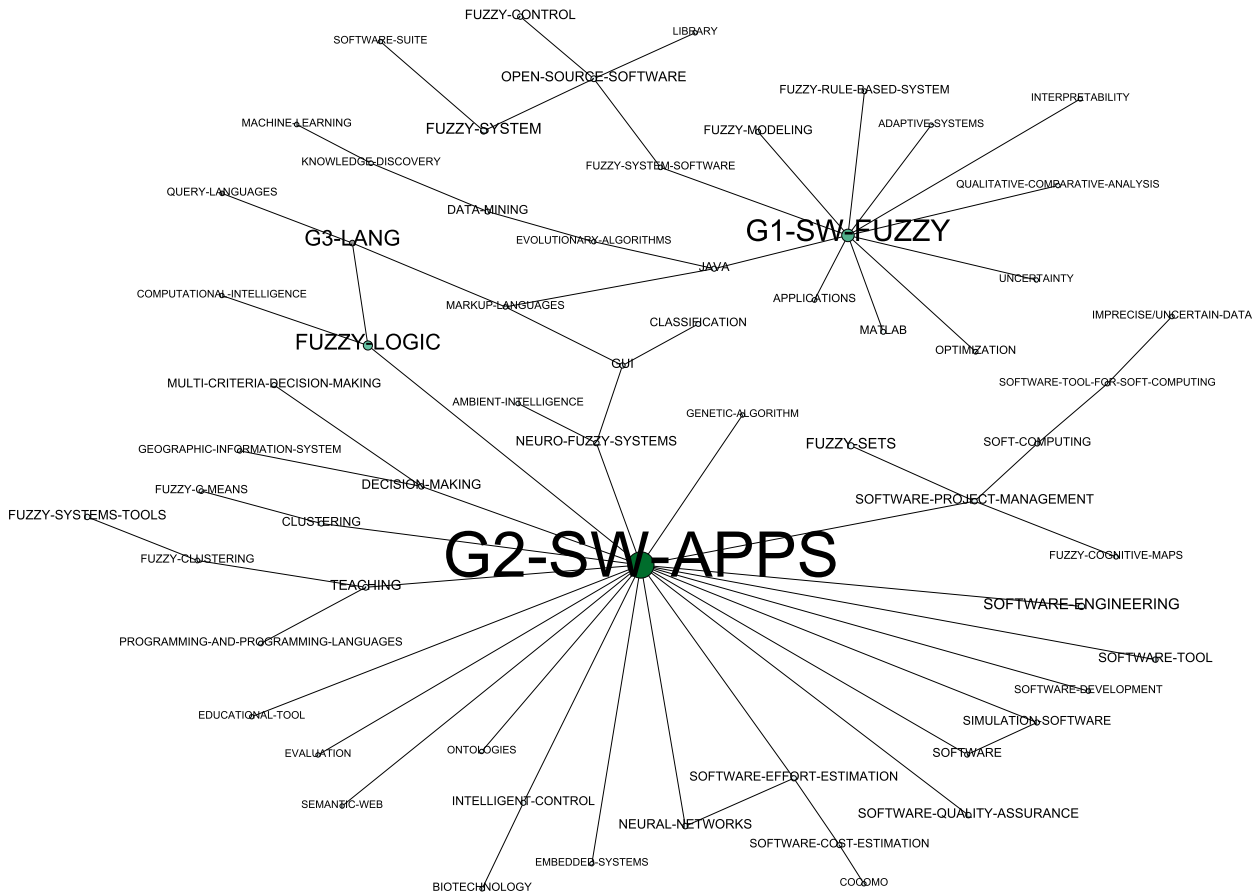 FUZZY-CONTROL
LIBRARY
SOFTWARE-SUITE
OPEN-SOURCE-SOFTWARE
FUZZY-RULE-BASED-SYSTEM
INTERPRETABILITY
MACHINE-LEARNING
FUZZY-SYSTEM
FUZZY-MODELING
ADAPTIVE-SYSTEMS
KNOWLEDGE-DISCOVERY
FUZZY-SYSTEM-SOFTWARE
QUERY-LANGUAGES
QUALITATIVE-COMPARATIVE-ANALYSIS
DATA-MINING
G3-LANG
EVOLUTIONARY-ALGORITHMS
G1-SW-FUZZY
JAVA
UNCERTAINTY
COMPUTATIONAL-INTELLIGENCE
MARKUP-LANGUAGES
APPLICATIONS
IMPRECISE/UNCERTAIN-DATA
CLASSIFICATION
MATLAB
FUZZY-LOGIC
OPTIMIZATION
GUI
MULTI-CRITERIA-DECISION-MAKING
SOFTWARE-TOOL-FOR-SOFT-COMPUTING
AMBIENT-INTELLIGENCE
GENETIC-ALGORITHM
GEOGRAPHIC-INFORMATION-SYSTEM
NEURO-FUZZY-SYSTEMS
FUZZY-SETS
SOFT-COMPUTING
FUZZY-C-MEANS
DECISION-MAKING
SOFTWARE-PROJECT-MANAGEMENT
FUZZY-SYSTEMS-TOOLS
CLUSTERING
FUZZY-CLUSTERING
G2-SW-APPS
FUZZY-COGNITIVE-MAPS
TEACHING
SOFTWARE-ENGINEERING
PROGRAMMING-AND-PROGRAMMING-LANGUAGES
SOFTWARE-TOOL
SOFTWARE-DEVELOPMENT
EDUCATIONAL-TOOL
SIMULATION-SOFTWARE
EVALUATION
ONTOLOGIES
SOFTWARE
SOFTWARE-EFFORT-ESTIMATION
SEMANTIC-WEB
INTELLIGENT-CONTROL
SOFTWARE-QUALITY-ASSURANCE
NEURAL-NETWORKS
SOFTWARE-COST-ESTIMATION
EMBEDDED-SYSTEMS
BIOTECHNOLOGY
COCOMO